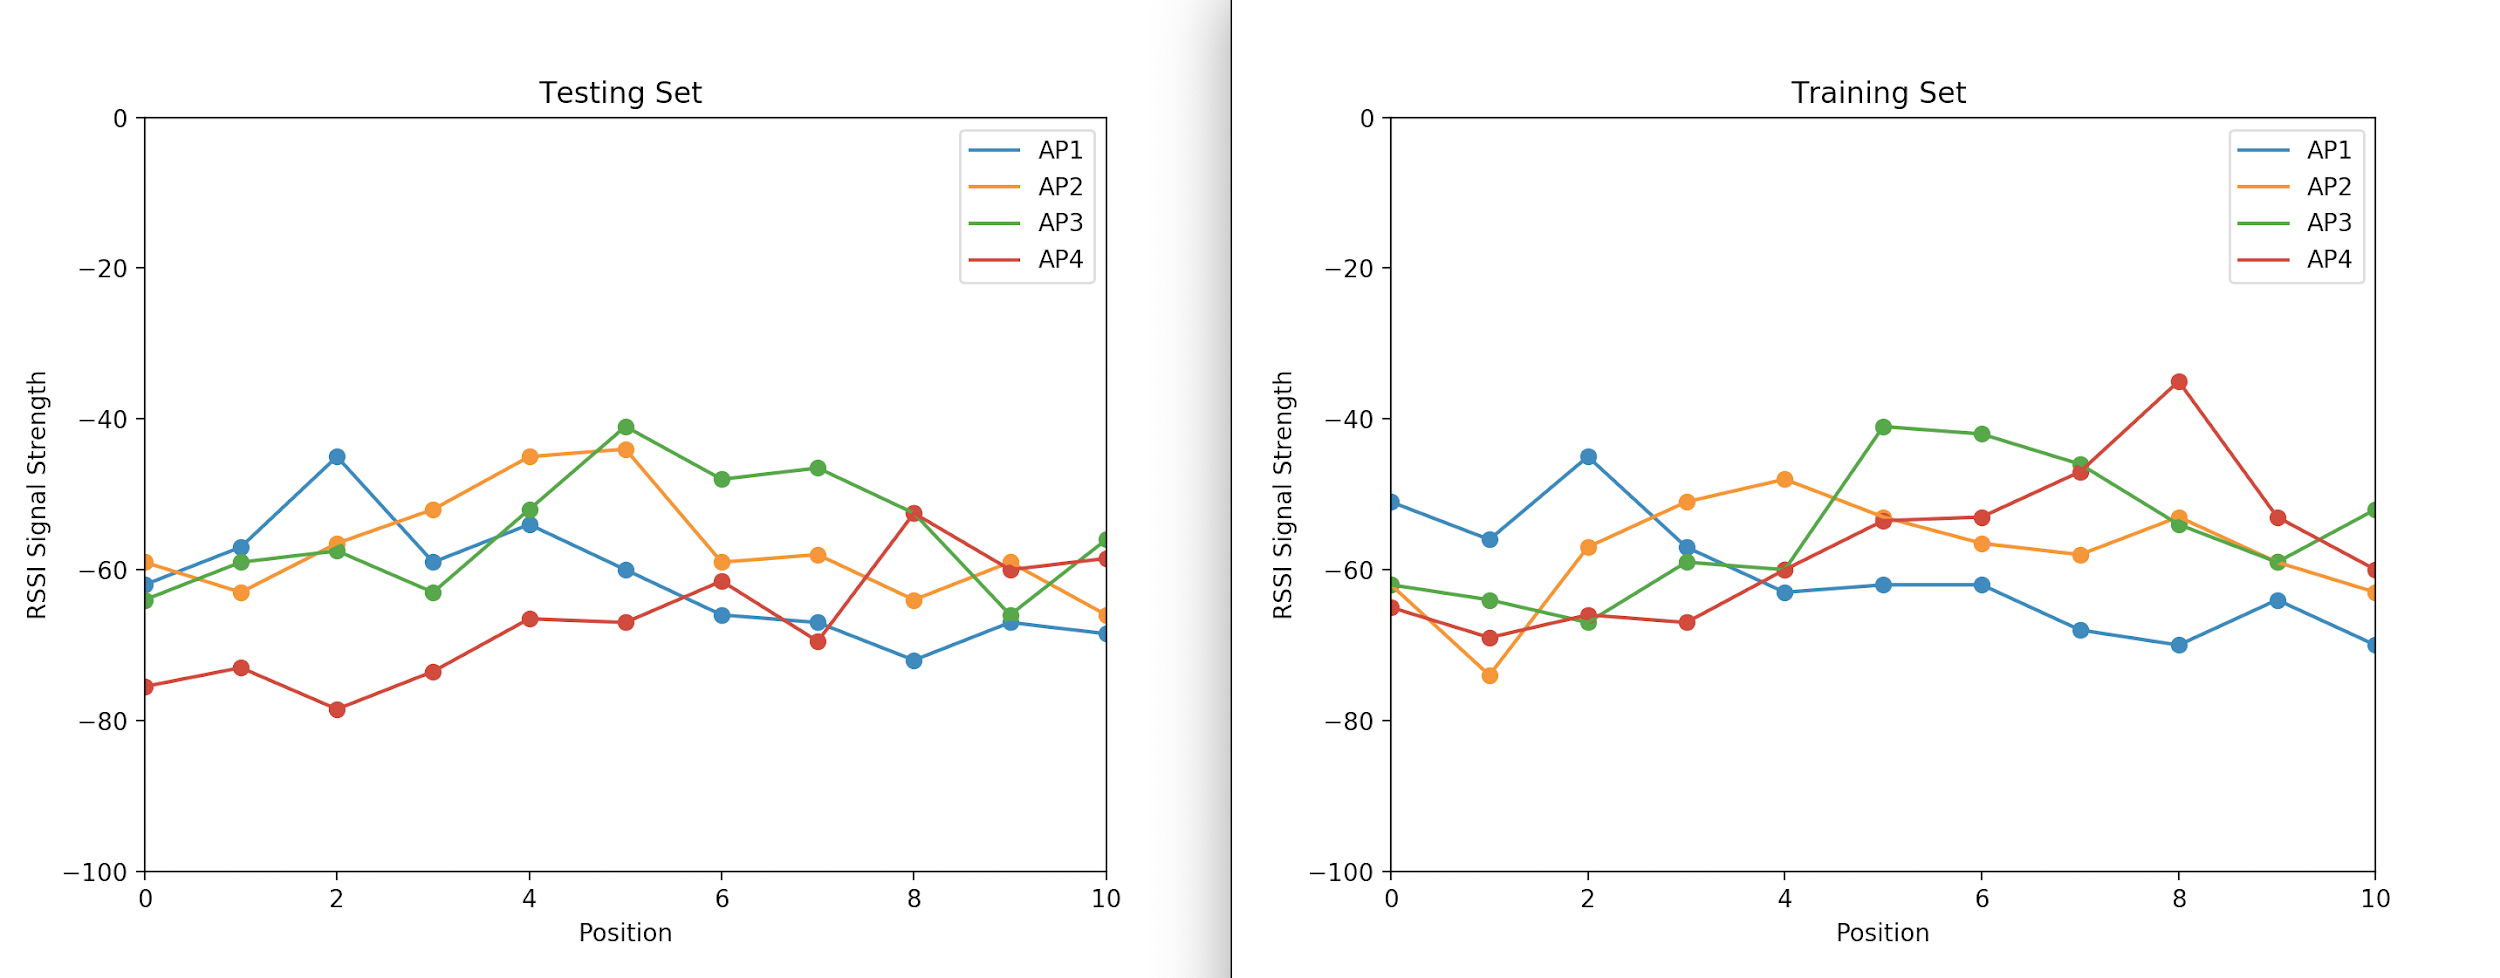 Testing Set
0
−20
−40
−60
−80
−100
RSSI Signal Strength
AP1
AP2
AP3
AP4
0 2 4 6 8 10
Position
Training Set
0
−20
−40
−60
−80
−100
RSSI Signal Strength
AP1
AP2
AP3
AP4
0 2 4 6 8 10
Position